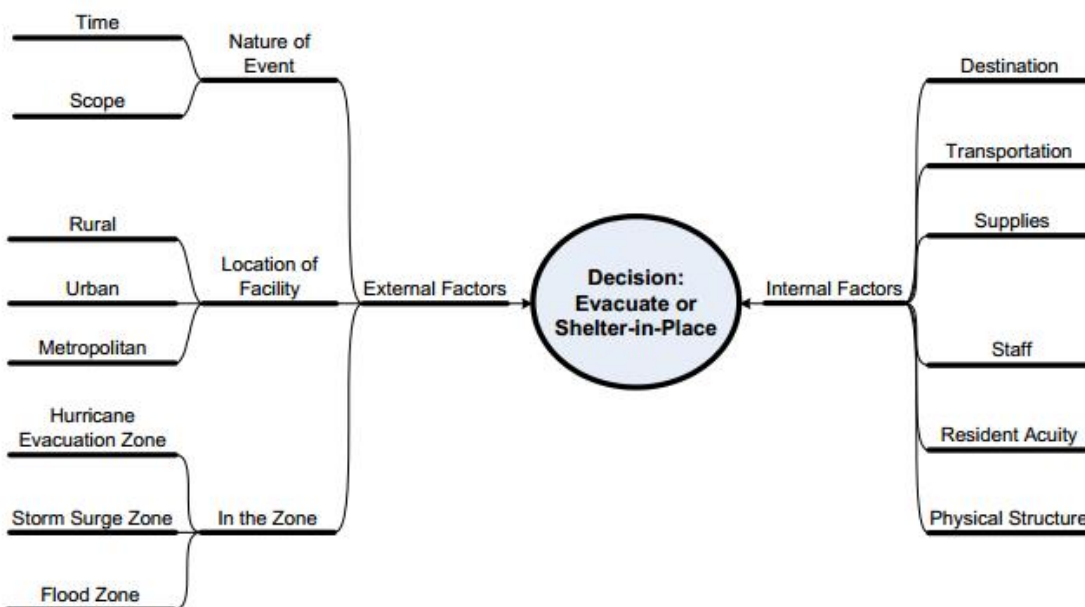 Time
Nature of
Event
Scope
Rural
Location of
Facility
Urban
Metropolitan
Hurricane
Evacuation Zone
Storm Surge Zone
In the Zone
Flood Zone
External Factors
Decision:
Evacuate or
Shelter-in-Place
Internal Factors
Destination
Transportation
Supplies
Staff
Resident Acuity
Physical Structure